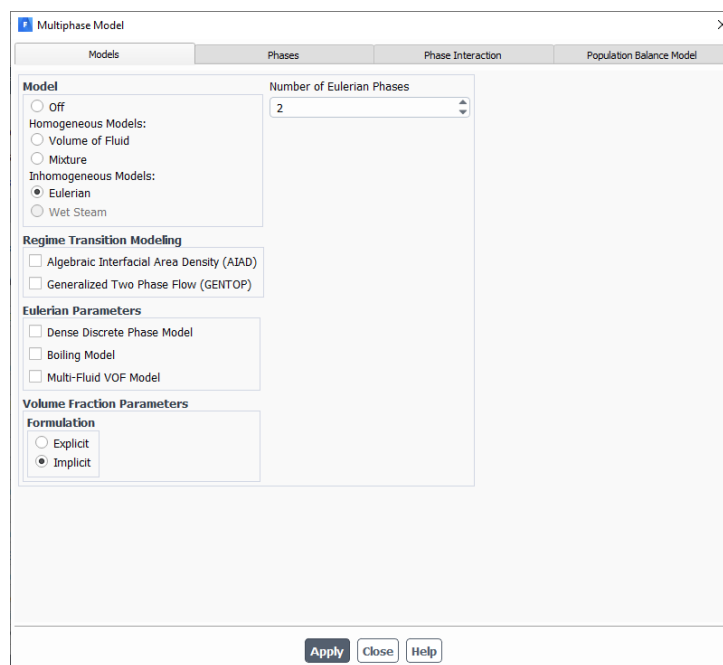 Multiphase Model
Models Phases Phase Interaction Population Balance Model
Model
Off
Homogeneous Models:
Volume of Fluid
Mixture
Inhomogeneous Models:
Eulerian
Wet Steam
Number of Eulerian Phases
2
Regime Transition Modeling
Algebraic Interfacial Area Density (AIAD)
Generalized Two Phase Flow (GENTOP)
Eulerian Parameters
Dense Discrete Phase Model
Boiling Model
Multi-Fluid VOF Model
Volume Fraction Parameters
Formulation
Explicit
Implicit
Apply Close Help